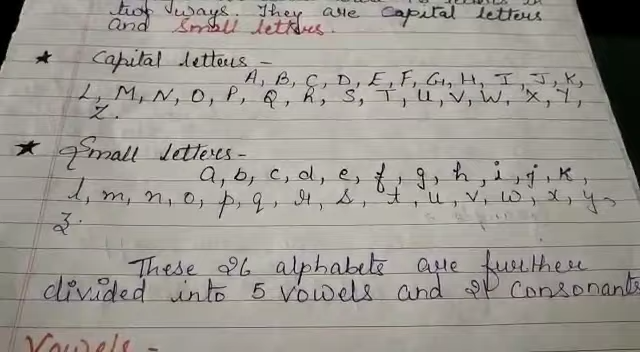 two ways. They are Capital letters
and Small letters.
★ Capital letters -
A, B, C, D, E, F, G, H, I, J, K,
L, M, N, O, P, Q, R, S, T, U, V, W, X, Y,
Z.
★ Small letters -
a, b, c, d, e, f, g, h, i, j, k,
l, m, n, o, p, q, r, s, t, u, v, w, x, y,
z.
These 26 alphabets are further
divided into 5 vowels and 21 consonants
Vowels -